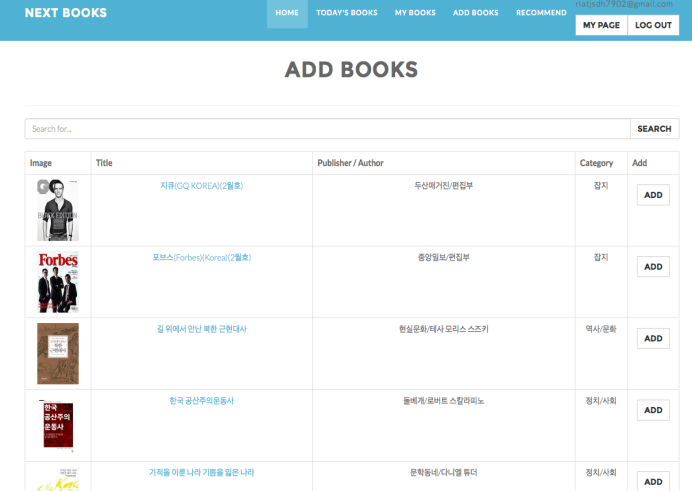 NEXT BOOKS
HOME
TODAY'S BOOKS
MY BOOKS
ADD BOOKS
RECOMMEND
rlatjsdh7902@gmail.com
MY PAGE
LOG OUT
ADD BOOKS
Search for...
SEARCH
Image Title Publisher / Author Category Add
BLACK EDITION
지큐(GQ KOREA)(2월호) 두산매거진/편집부 잡지 ADD
Forbes
포브스(Forbes)(Korea)(2월호) 중앙일보/편집부 잡지 ADD
길 위에서 만난 북한 근현대사 현실문화/테사 모리스 스즈키 역사/문화 ADD
한국
공산주의
운동사
한국 공산주의운동사 돌베개/로버트 스칼라피노 정치/사회 ADD
기적을 이룬 나라 기쁨을 잃은 나라 문학동네/다니엘 튜더 정치/사회 ADD